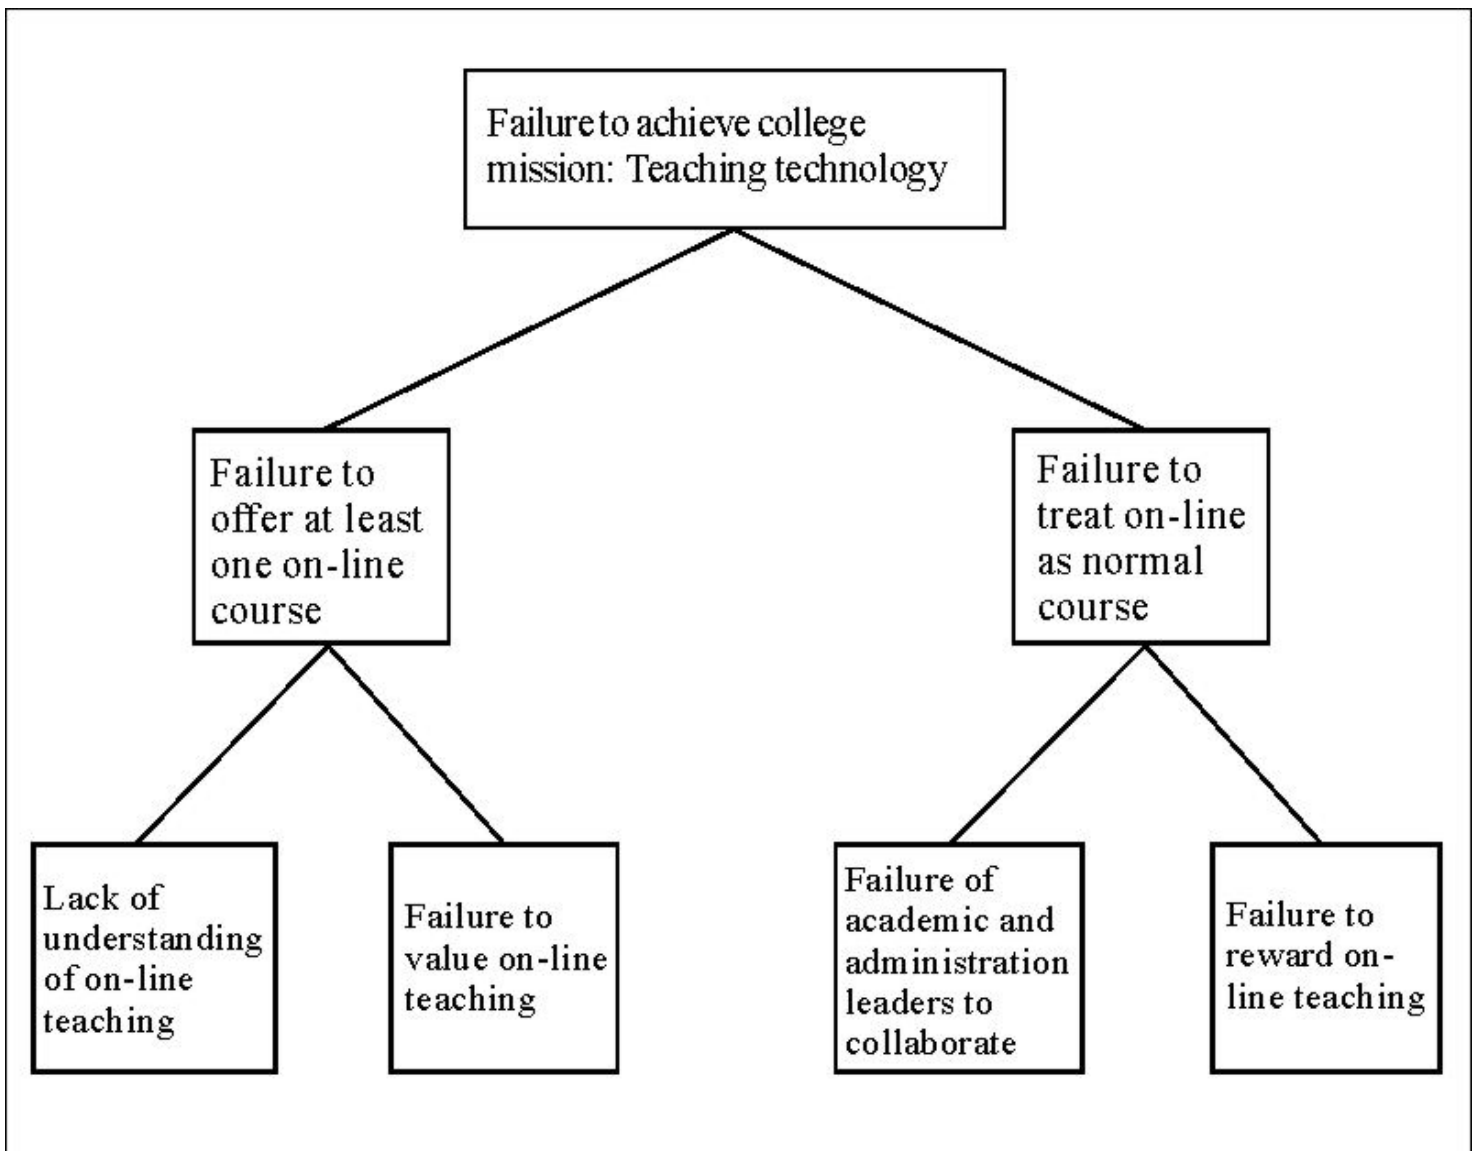 Failure to achieve college
mission: Teaching technology
Failure to
offer at least
one on-line
course
Failure to
treat on-line
as normal
course
Lack of
understanding
of on-line
teaching
Failure to
value on-line
teaching
Failure of
academic and
administration
leaders to
collaborate
Failure to
reward on-
line teaching